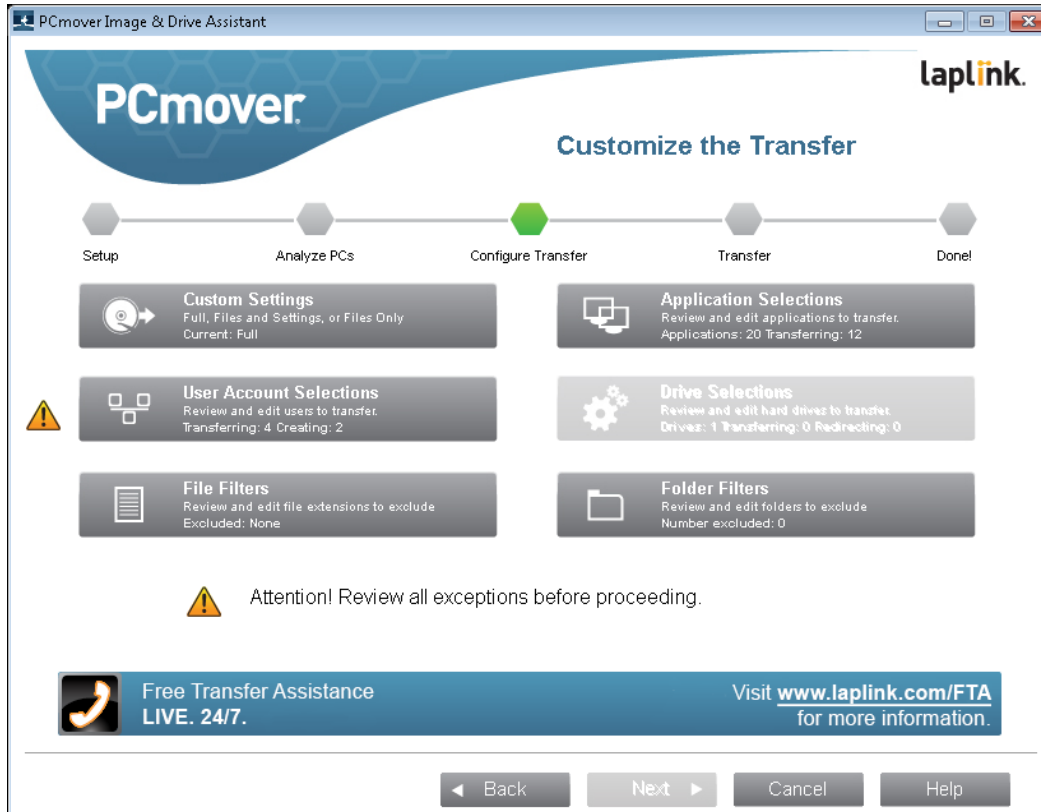 PCmover Image & Drive Assistant
laplink.
PCmover.
Customize the Transfer
Setup
Analyze PCs
Configure Transfer
Transfer
Done!
Custom Settings
Full, Files and Settings, or Files Only
Current: Full
Application Selections
Review and edit applications to transfer.
Applications: 20 Transferring: 12
User Account Selections
Review and edit users to transfer.
Transferring: 4 Creating: 2
Drive Selections
Review and edit hard drives to transfer.
Drives: 1 Transferring: 0 Redirecting: 0
File Filters
Review and edit file extensions to exclude
Excluded: None
Folder Filters
Review and edit folders to exclude
Number excluded: 0
Attention! Review all exceptions before proceeding.
Free Transfer Assistance
LIVE. 24/7.
Visit www.laplink.com/FTA
for more information.
Back
Next
Cancel
Help